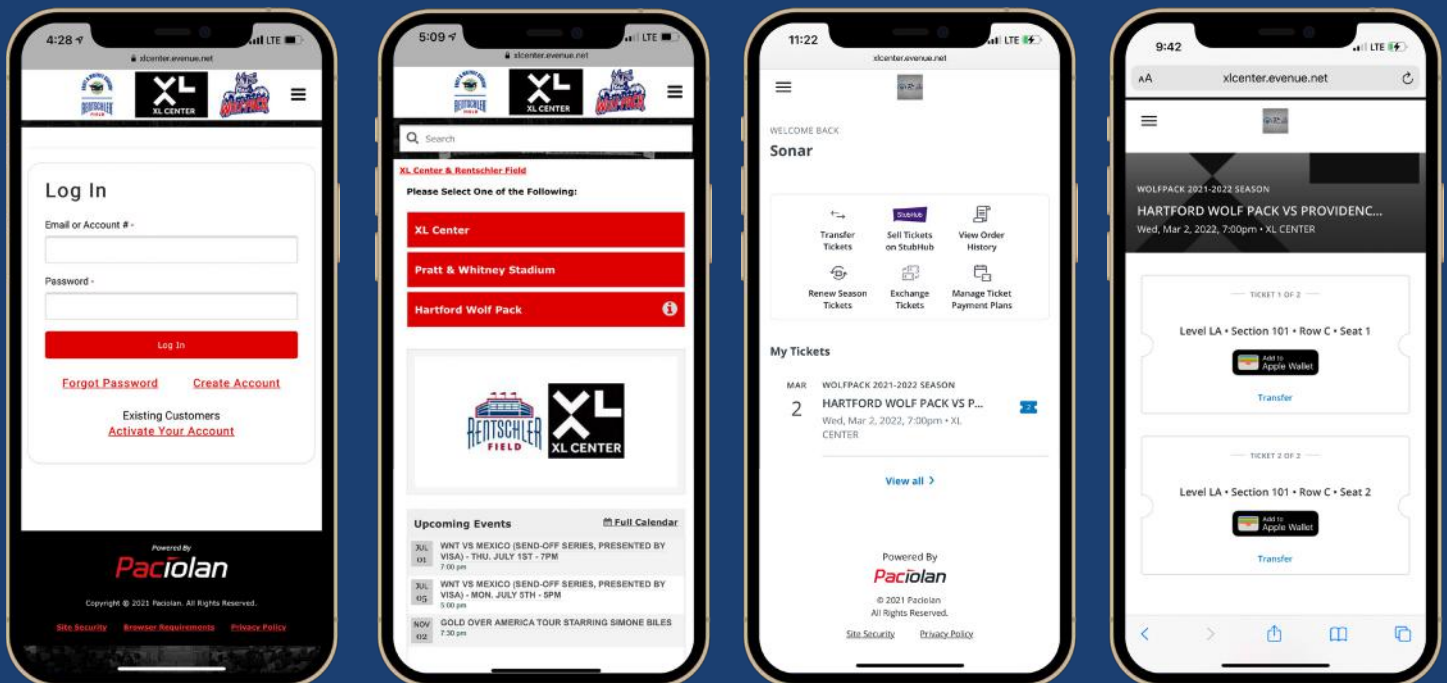 4:28
LTE
xlcenter.evenue.net
RENTSCHLER
FIELD
XL
XL CENTER
WOLFPACK
Log In
Email or Account # -
Password -
Log In
Forgot Password Create Account
Existing Customers
Activate Your Account
Powered By
Paciolan
Copyright © 2021 Paciolan. All Rights Reserved.
Site Security Browser Requirements Privacy Policy
5:09
LTE
xlcenter.evenue.net
RENTSCHLER
FIELD
XL
XL CENTER
WOLFPACK
Search
XL Center & Rentschler Field
Please Select One of the Following:
XL Center
Pratt & Whitney Stadium
Hartford Wolf Pack
RENTSCHLER
FIELD
XL
XL CENTER
Upcoming Events Full Calendar
JUL 01
WNT VS MEXICO (SEND-OFF SERIES, PRESENTED BY
VISA) - THU. JULY 1ST - 7PM
7:00 pm
JUL 05
WNT VS MEXICO (SEND-OFF SERIES, PRESENTED BY
VISA) - MON. JULY 5TH - 5PM
5:00 pm
NOV 02
GOLD OVER AMERICA TOUR STARRING SIMONE BILES
7:30 pm
11:22
LTE
xlcenter.evenue.net
WELCOME BACK
Sonar
Transfer
Tickets
StubHub
Sell Tickets
on StubHub
View Order
History
Renew Season
Tickets
Exchange
Tickets
Manage Ticket
Payment Plans
My Tickets
MAR
2
WOLFPACK 2021-2022 SEASON
HARTFORD WOLF PACK VS P...
Wed, Mar 2, 2022, 7:00pm • XL
CENTER
2
View all
Powered By
Paciolan
© 2021 Paciolan
All Rights Reserved.
Site Security Privacy Policy
9:42
LTE
AA xlcenter.evenue.net
WOLFPACK 2021-2022 SEASON
HARTFORD WOLF PACK VS PROVIDENC...
Wed, Mar 2, 2022, 7:00pm • XL CENTER
TICKET 1 OF 2
Level LA • Section 101 • Row C • Seat 1
Add to
Apple Wallet
Transfer
TICKET 2 OF 2
Level LA • Section 101 • Row C • Seat 2
Add to
Apple Wallet
Transfer